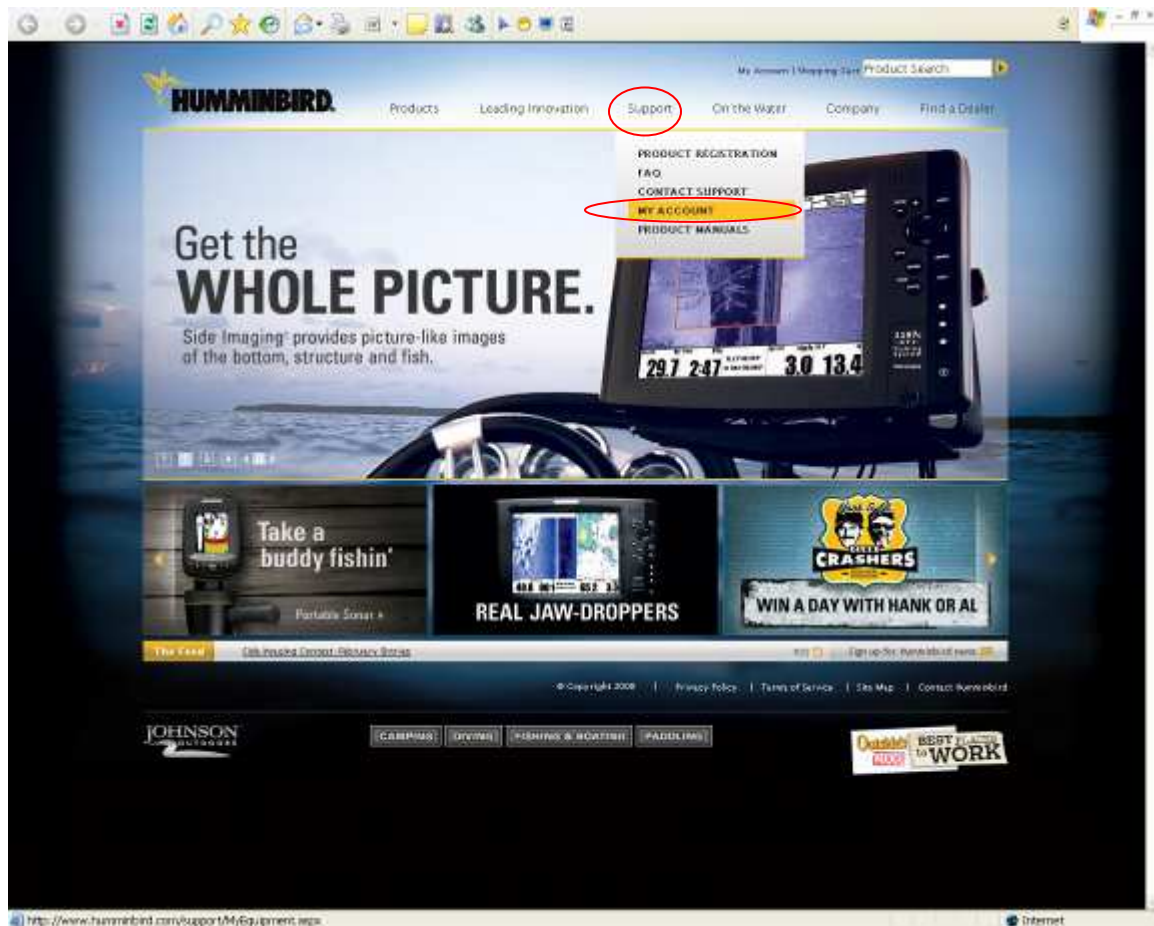 My Account | Shopping Cart Product Search
HUMMINBIRD.
Products Leading Innovation Support On the Water Company Find a Dealer
PRODUCT REGISTRATION
FAQ
CONTACT SUPPORT
MY ACCOUNT
PRODUCT MANUALS
Get the
WHOLE PICTURE.
Side Imaging® provides picture-like images
of the bottom, structure and fish.
29.7 2:47 3.0 13.4
Take a
buddy fishin'
Portable Sonar
REAL JAW-DROPPERS
CRASHERS
WIN A DAY WITH HANK OR AL
The Feed
Sign up for Humminbird news
© Copyright 2008 | Privacy Policy | Terms of Service | Site Map | Contact Humminbird
JOHNSON
OUTDOORS
CAMPING DIVING FISHING & BOATING PADDLING
Outside's BEST PLACES
to WORK
http://www.humminbird.com/support/MyEquipment.aspx Internet